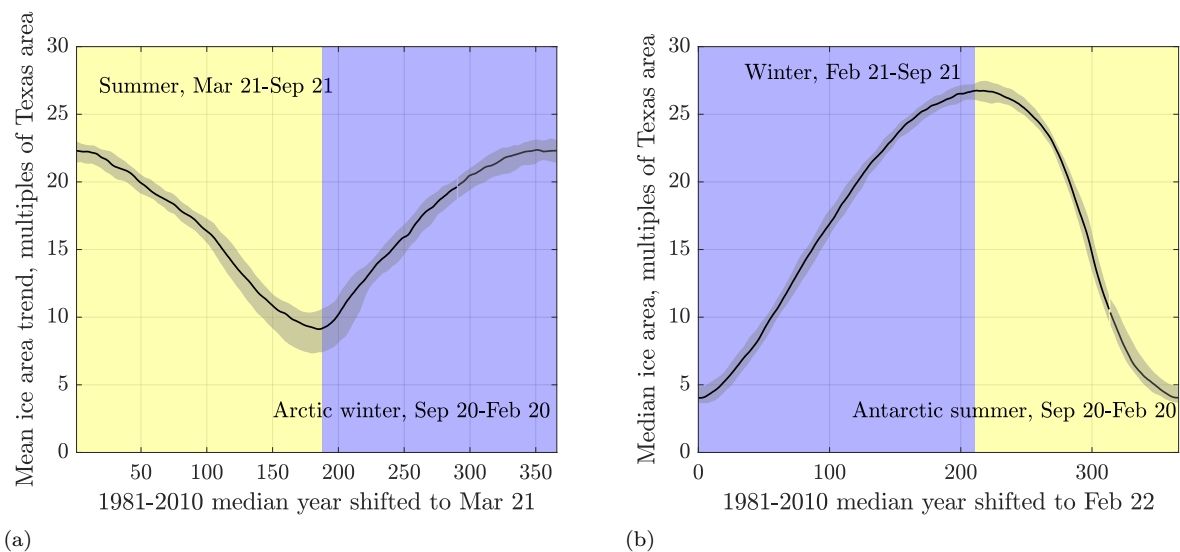 Mean ice area trend, multiples of Texas area
30
25
20
15
10
5
0
Summer, Mar 21-Sep 21
Arctic winter, Sep 20-Feb 20
50 100 150 200 250 300 350
1981-2010 median year shifted to Mar 21
(a)
Median ice area, multiples of Texas area
30
25
20
15
10
5
0
Winter, Feb 21-Sep 21
Antarctic summer, Sep 20-Feb 20
0 100 200 300
1981-2010 median year shifted to Feb 22
(b)